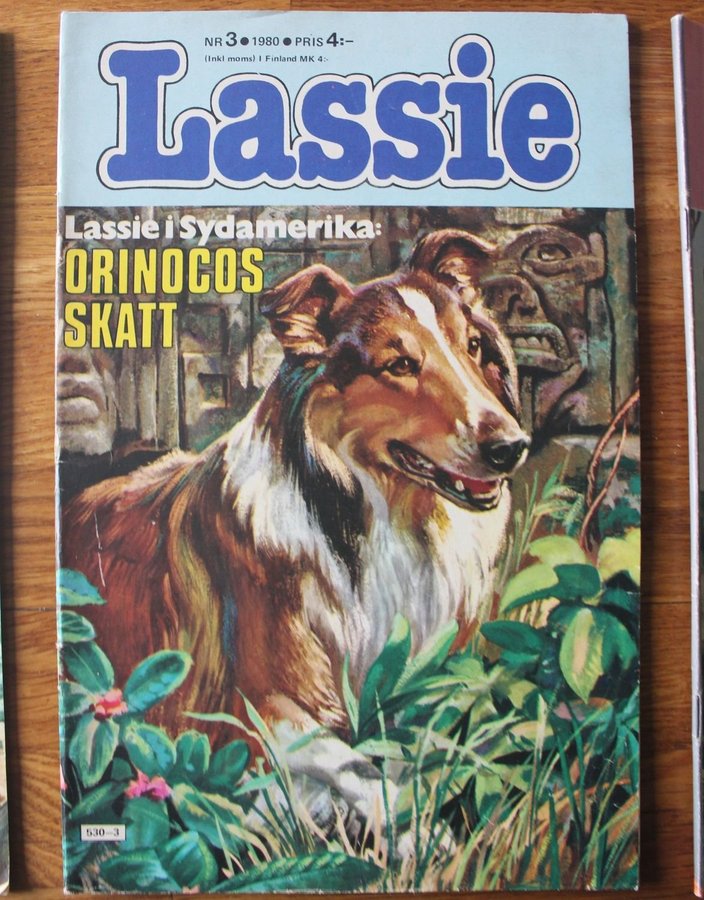 NR 3 ● 1980 ● PRIS 4:-
(Inkl moms) I Finland MK 4:-
Lassie
Lassie i Sydamerika:
ORINOCOS
SKATT
530—3